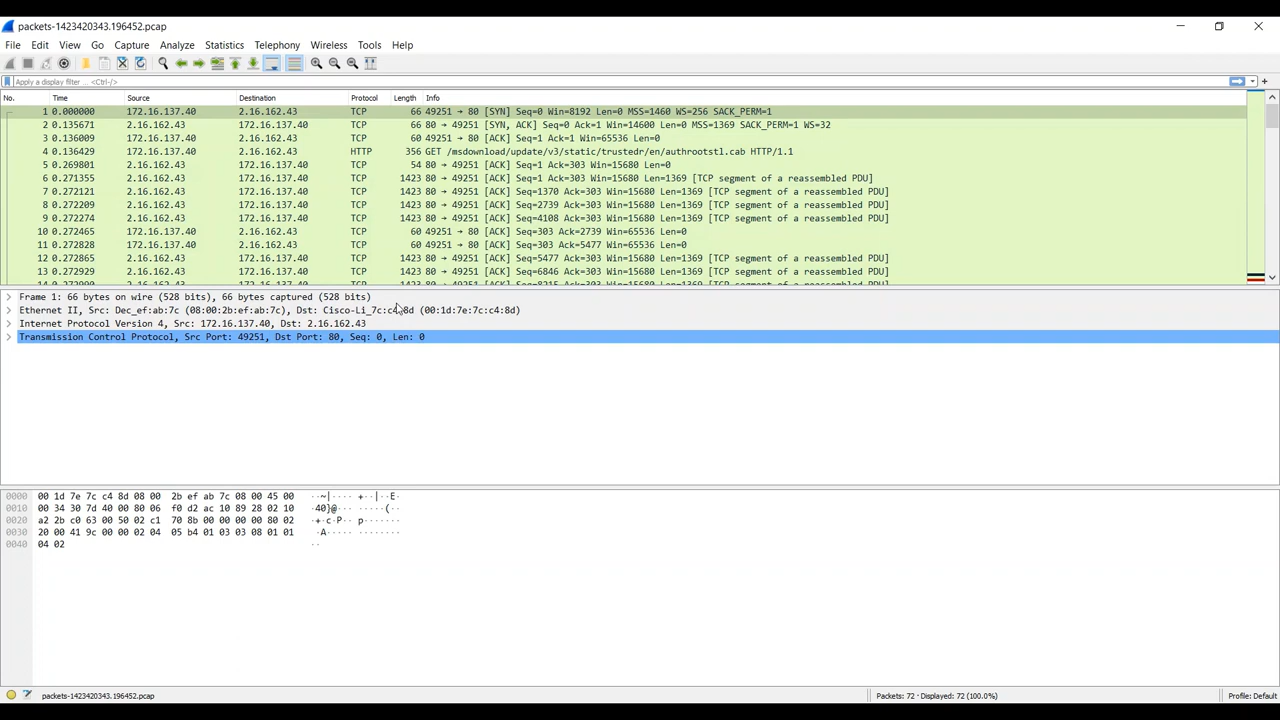 packets-1423420343.196452.pcap
File Edit View Go Capture Analyze Statistics Telephony Wireless Tools Help
Apply a display filter ... <Ctrl-/>
No. Time Source Destination Protocol Length Info
1 0.000000 172.16.137.40 2.16.162.43 TCP 66 49251 → 80 [SYN] Seq=0 Win=8192 Len=0 MSS=1460 WS=256 SACK_PERM=1
2 0.135671 2.16.162.43 172.16.137.40 TCP 66 80 → 49251 [SYN, ACK] Seq=0 Ack=1 Win=14600 Len=0 MSS=1369 SACK_PERM=1 WS=32
3 0.136009 172.16.137.40 2.16.162.43 TCP 60 49251 → 80 [ACK] Seq=1 Ack=1 Win=65536 Len=0
4 0.136429 172.16.137.40 2.16.162.43 HTTP 356 GET /msdownload/update/v3/static/trustedr/en/authrootstl.cab HTTP/1.1
5 0.269801 2.16.162.43 172.16.137.40 TCP 54 80 → 49251 [ACK] Seq=1 Ack=303 Win=15680 Len=0
6 0.271355 2.16.162.43 172.16.137.40 TCP 1423 80 → 49251 [ACK] Seq=1 Ack=303 Win=15680 Len=1369 [TCP segment of a reassembled PDU]
7 0.272121 2.16.162.43 172.16.137.40 TCP 1423 80 → 49251 [ACK] Seq=1370 Ack=303 Win=15680 Len=1369 [TCP segment of a reassembled PDU]
8 0.272209 2.16.162.43 172.16.137.40 TCP 1423 80 → 49251 [ACK] Seq=2739 Ack=303 Win=15680 Len=1369 [TCP segment of a reassembled PDU]
9 0.272274 2.16.162.43 172.16.137.40 TCP 1423 80 → 49251 [ACK] Seq=4108 Ack=303 Win=15680 Len=1369 [TCP segment of a reassembled PDU]
10 0.272465 172.16.137.40 2.16.162.43 TCP 60 49251 → 80 [ACK] Seq=303 Ack=2739 Win=65536 Len=0
11 0.272828 172.16.137.40 2.16.162.43 TCP 60 49251 → 80 [ACK] Seq=303 Ack=5477 Win=65536 Len=0
12 0.272865 2.16.162.43 172.16.137.40 TCP 1423 80 → 49251 [ACK] Seq=5477 Ack=303 Win=15680 Len=1369 [TCP segment of a reassembled PDU]
13 0.272929 2.16.162.43 172.16.137.40 TCP 1423 80 → 49251 [ACK] Seq=6846 Ack=303 Win=15680 Len=1369 [TCP segment of a reassembled PDU]
Frame 1: 66 bytes on wire (528 bits), 66 bytes captured (528 bits)
Ethernet II, Src: Dec_ef:ab:7c (08:00:2b:ef:ab:7c), Dst: Cisco-Li_7c:c4:8d (00:1d:7e:7c:c4:8d)
Internet Protocol Version 4, Src: 172.16.137.40, Dst: 2.16.162.43
Transmission Control Protocol, Src Port: 49251, Dst Port: 80, Seq: 0, Len: 0
0000 00 1d 7e 7c c4 8d 08 00 2b ef ab 7c 08 00 45 00 ··~|···· +··|··E·
0010 00 34 30 7d 40 00 80 06 f0 d2 ac 10 89 28 02 10 ·40}@··· ·····(··
0020 a2 2b c0 63 00 50 02 c1 70 8b 00 00 00 00 80 02 ·+·c·P·· p·······
0030 20 00 41 9c 00 00 02 04 05 b4 01 03 03 08 01 01 ·A····· ········
0040 04 02 ··
packets-1423420343.196452.pcap Packets: 72 · Displayed: 72 (100.0%) Profile: Default